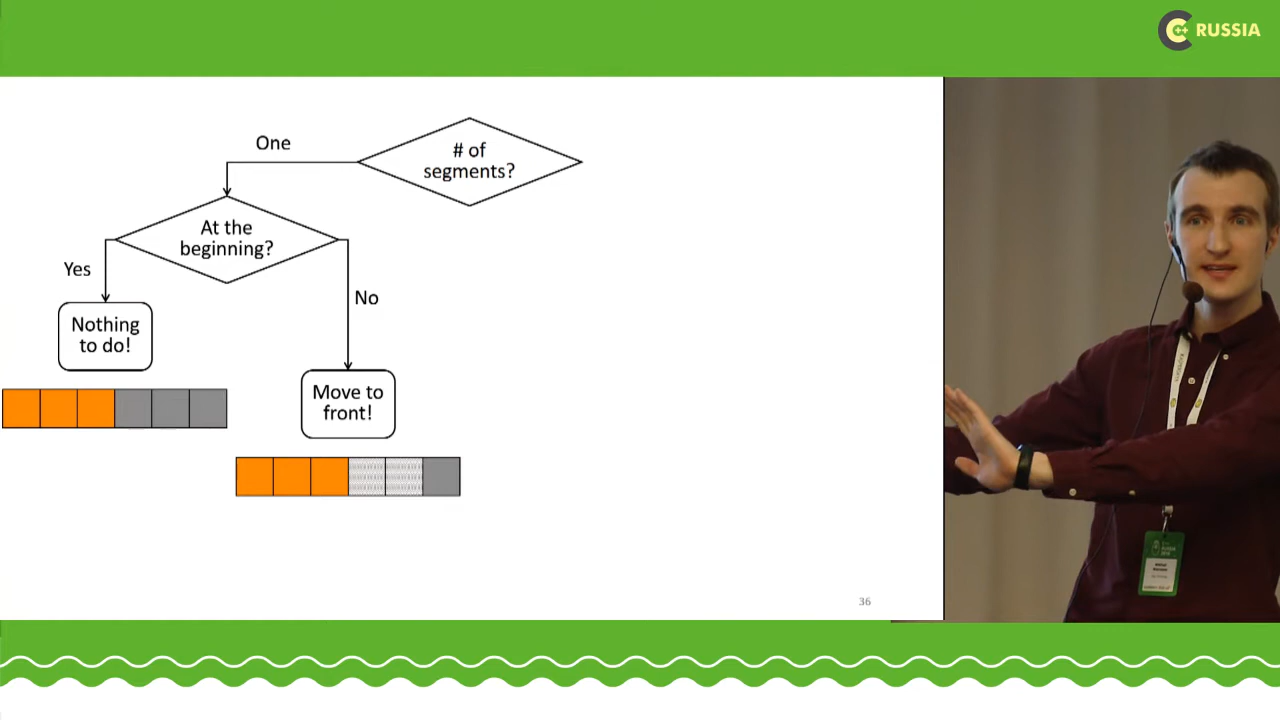 C++ RUSSIA
One
# of
segments?
At the
beginning?
Yes
No
Nothing
to do!
Move to
front!
36